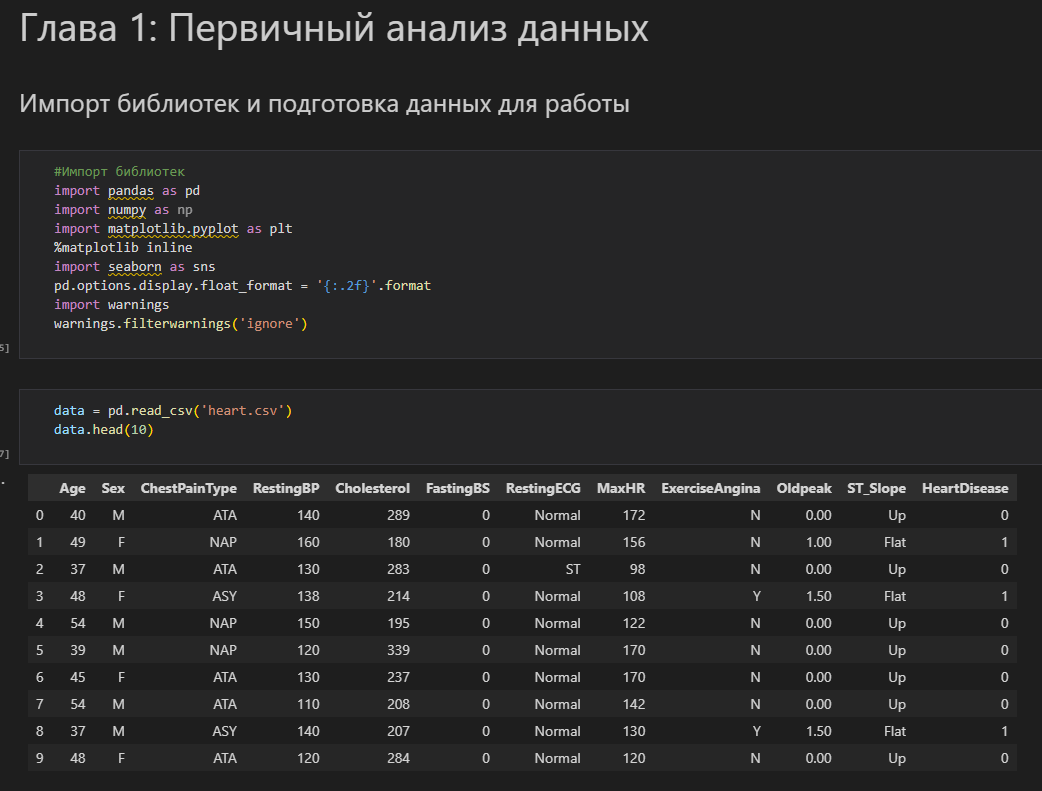 Глава 1: Первичный анализ данных
Импорт библиотек и подготовка данных для работы
#Импорт библиотек
import pandas as pd
import numpy as np
import matplotlib.pyplot as plt
%matplotlib inline
import seaborn as sns
pd.options.display.float_format = '{:.2f}'.format
import warnings
warnings.filterwarnings('ignore')
5]
data = pd.read_csv('heart.csv')
data.head(10)
7]
Age Sex ChestPainType RestingBP Cholesterol FastingBS RestingECG MaxHR ExerciseAngina Oldpeak ST_Slope HeartDisease
0 40 M ATA 140 289 0 Normal 172 N 0.00 Up 0
1 49 F NAP 160 180 0 Normal 156 N 1.00 Flat 1
2 37 M ATA 130 283 0 ST 98 N 0.00 Up 0
3 48 F ASY 138 214 0 Normal 108 Y 1.50 Flat 1
4 54 M NAP 150 195 0 Normal 122 N 0.00 Up 0
5 39 M NAP 120 339 0 Normal 170 N 0.00 Up 0
6 45 F ATA 130 237 0 Normal 170 N 0.00 Up 0
7 54 M ATA 110 208 0 Normal 142 N 0.00 Up 0
8 37 M ASY 140 207 0 Normal 130 Y 1.50 Flat 1
9 48 F ATA 120 284 0 Normal 120 N 0.00 Up 0